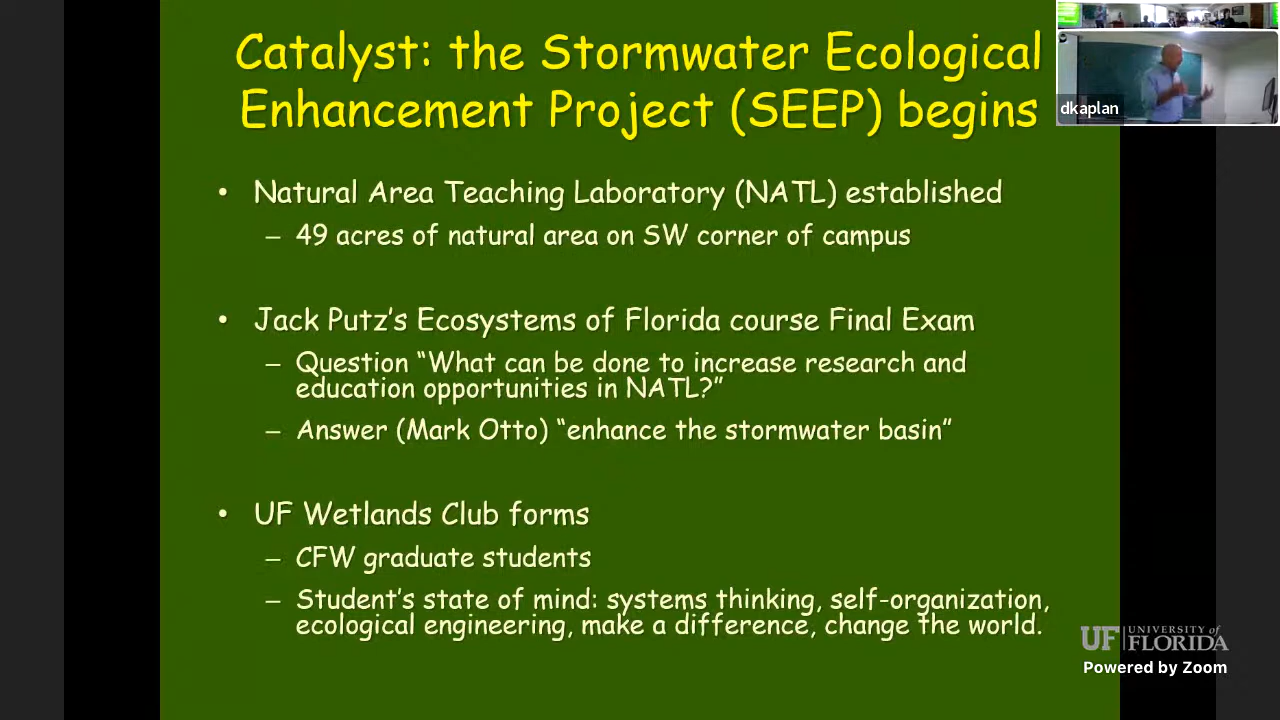 Catalyst: the Stormwater Ecological
Enhancement Project (SEEP) begins
dkaplan
• Natural Area Teaching Laboratory (NATL) established
– 49 acres of natural area on SW corner of campus
• Jack Putz’s Ecosystems of Florida course Final Exam
– Question “What can be done to increase research and
education opportunities in NATL?”
– Answer (Mark Otto) “enhance the stormwater basin”
• UF Wetlands Club forms
– CFW graduate students
– Student’s state of mind: systems thinking, self-organization,
ecological engineering, make a difference, change the world.
UF UNIVERSITY of
FLORIDA
Powered by Zoom